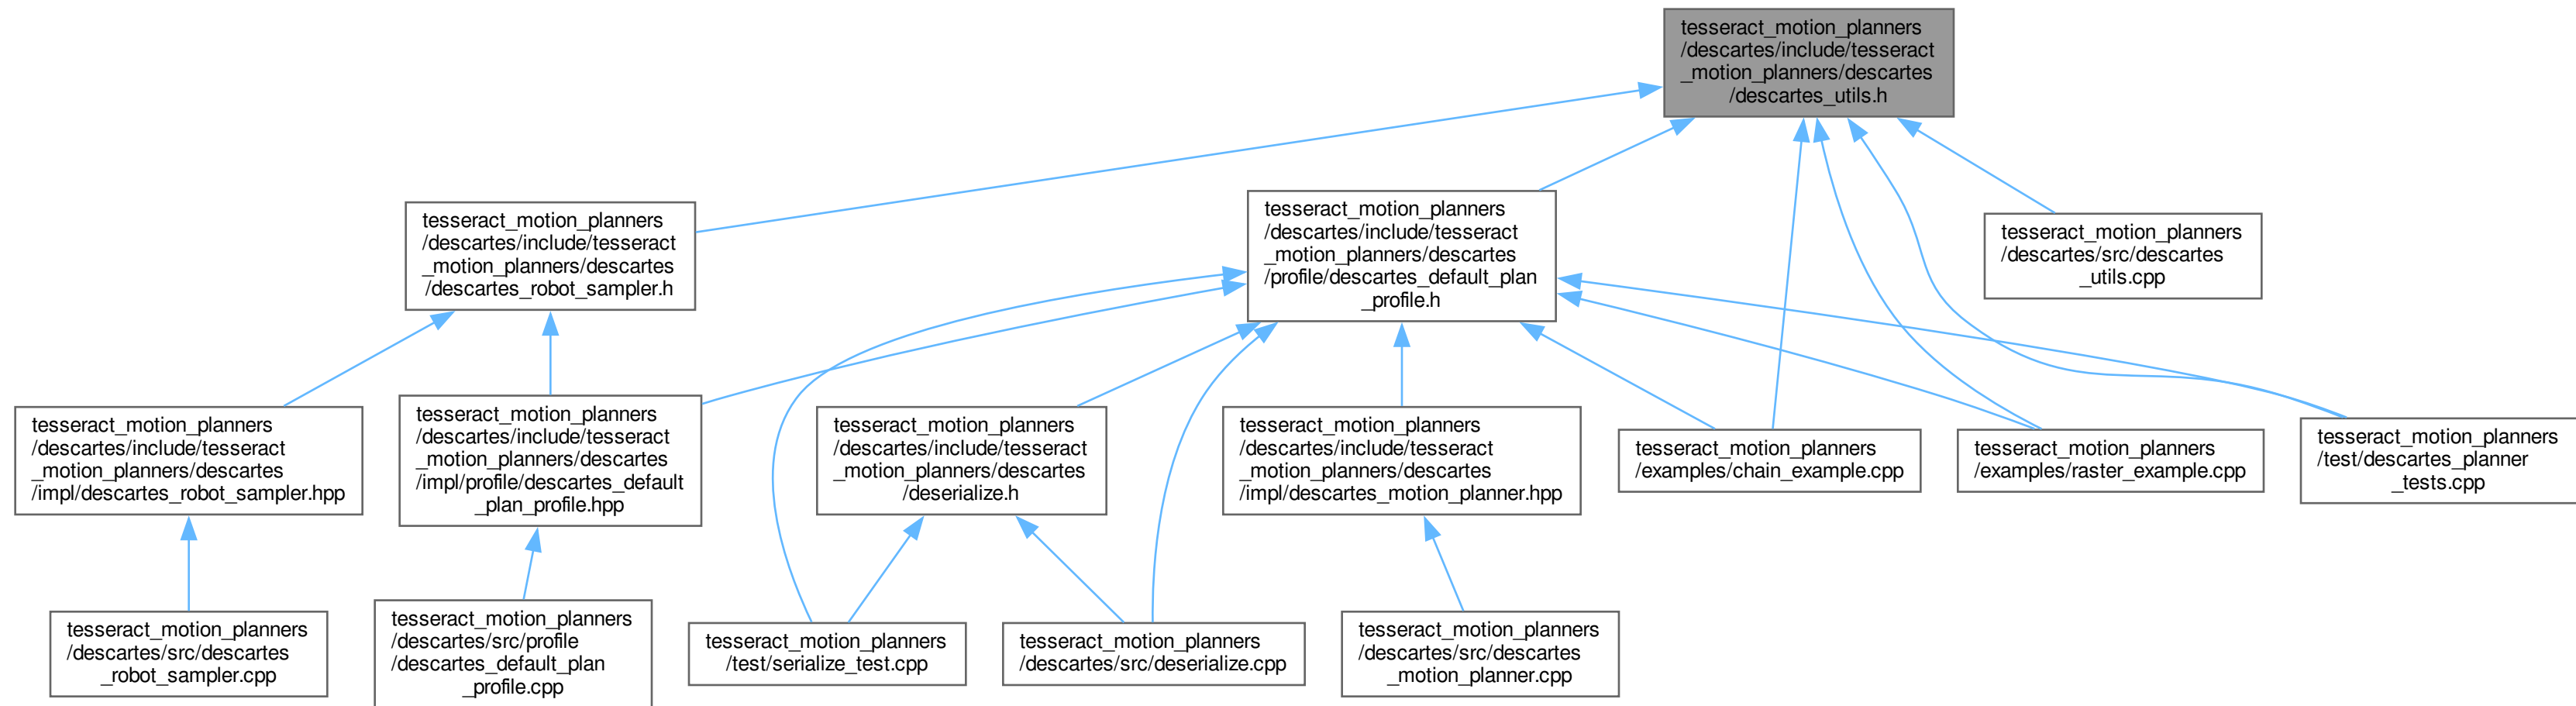 tesseract_motion_planners
/descartes/include/tesseract
_motion_planners/descartes
/descartes_utils.h
tesseract_motion_planners
/descartes/include/tesseract
_motion_planners/descartes
/descartes_robot_sampler.h
tesseract_motion_planners
/descartes/include/tesseract
_motion_planners/descartes
/profile/descartes_default_plan
_profile.h
tesseract_motion_planners
/descartes/src/descartes
_utils.cpp
tesseract_motion_planners
/descartes/include/tesseract
_motion_planners/descartes
/impl/descartes_robot_sampler.hpp
tesseract_motion_planners
/descartes/include/tesseract
_motion_planners/descartes
/impl/profile/descartes_default
_plan_profile.hpp
tesseract_motion_planners
/descartes/include/tesseract
_motion_planners/descartes
/deserialize.h
tesseract_motion_planners
/descartes/include/tesseract
_motion_planners/descartes
/impl/descartes_motion_planner.hpp
tesseract_motion_planners
/examples/chain_example.cpp
tesseract_motion_planners
/examples/raster_example.cpp
tesseract_motion_planners
/test/descartes_planner
_tests.cpp
tesseract_motion_planners
/descartes/src/descartes
_robot_sampler.cpp
tesseract_motion_planners
/descartes/src/profile
/descartes_default_plan
_profile.cpp
tesseract_motion_planners
/test/serialize_test.cpp
tesseract_motion_planners
/descartes/src/deserialize.cpp
tesseract_motion_planners
/descartes/src/descartes
_motion_planner.cpp